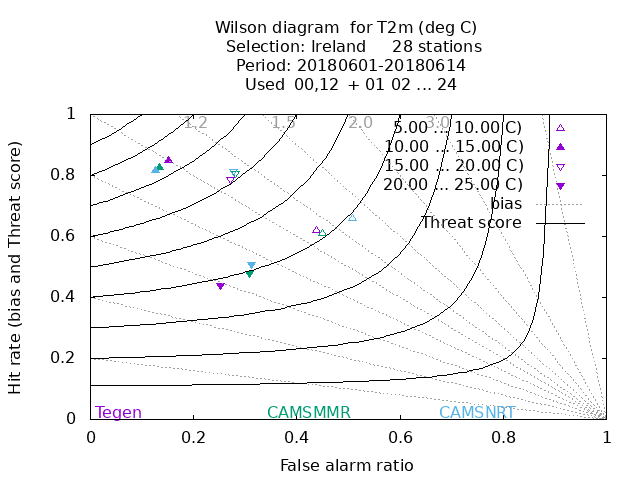 Wilson diagram  for T2m (deg C)
Selection: Ireland     28 stations
Period: 20180601-20180614
Used  00,12  + 01 02 ... 24
1.2 1.5 2.0 3.0
5.00 ... 10.00 C)
10.00 ... 15.00 C)
15.00 ... 20.00 C)
20.00 ... 25.00 C)
bias
Threat score
Hit rate (bias and Threat score)
1
0.8
0.6
0.4
0.2
0
Tegen CAMSMMR CAMSNRT
0 0.2 0.4 0.6 0.8 1
False alarm ratio